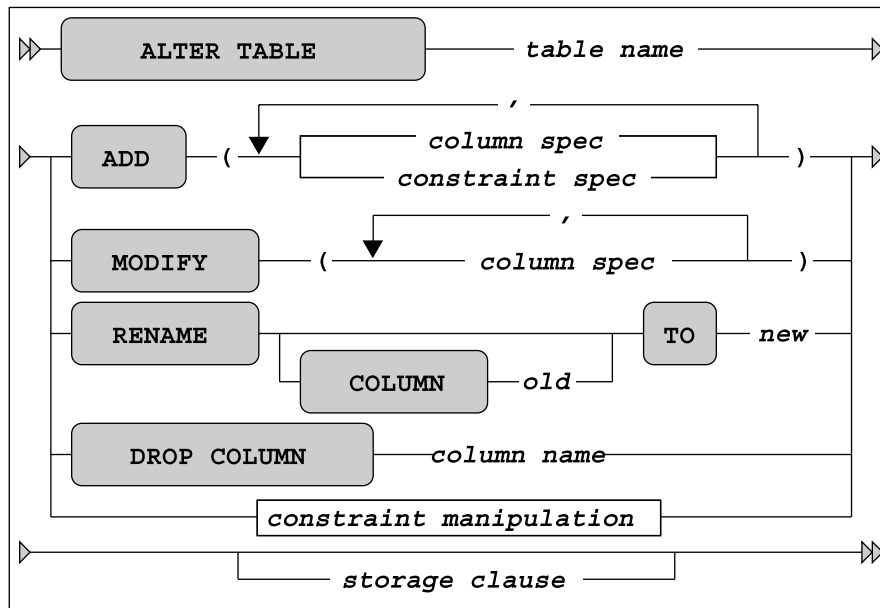 ALTER TABLE table name
,
ADD ( column spec )
constraint spec
,
MODIFY ( column spec )
RENAME TO new
COLUMN old
DROP COLUMN column name
constraint manipulation
storage clause